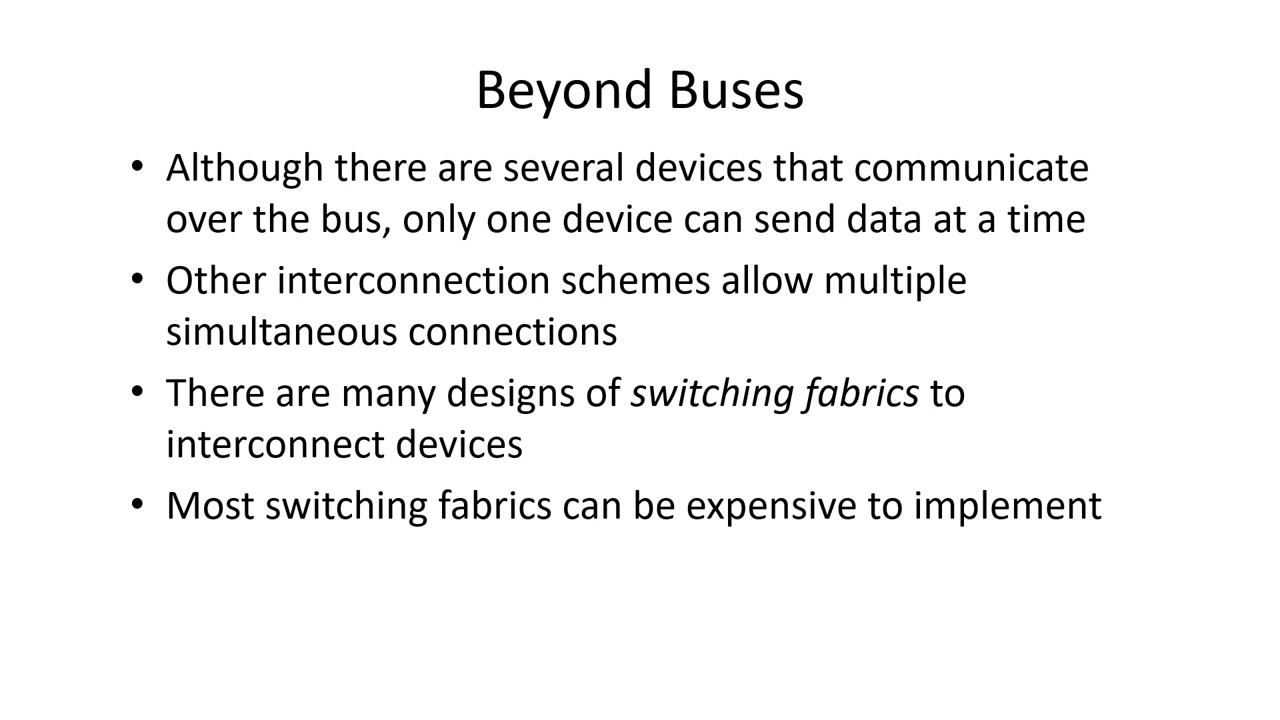 Beyond Buses
• Although there are several devices that communicate
over the bus, only one device can send data at a time
• Other interconnection schemes allow multiple
simultaneous connections
• There are many designs of switching fabrics to
interconnect devices
• Most switching fabrics can be expensive to implement